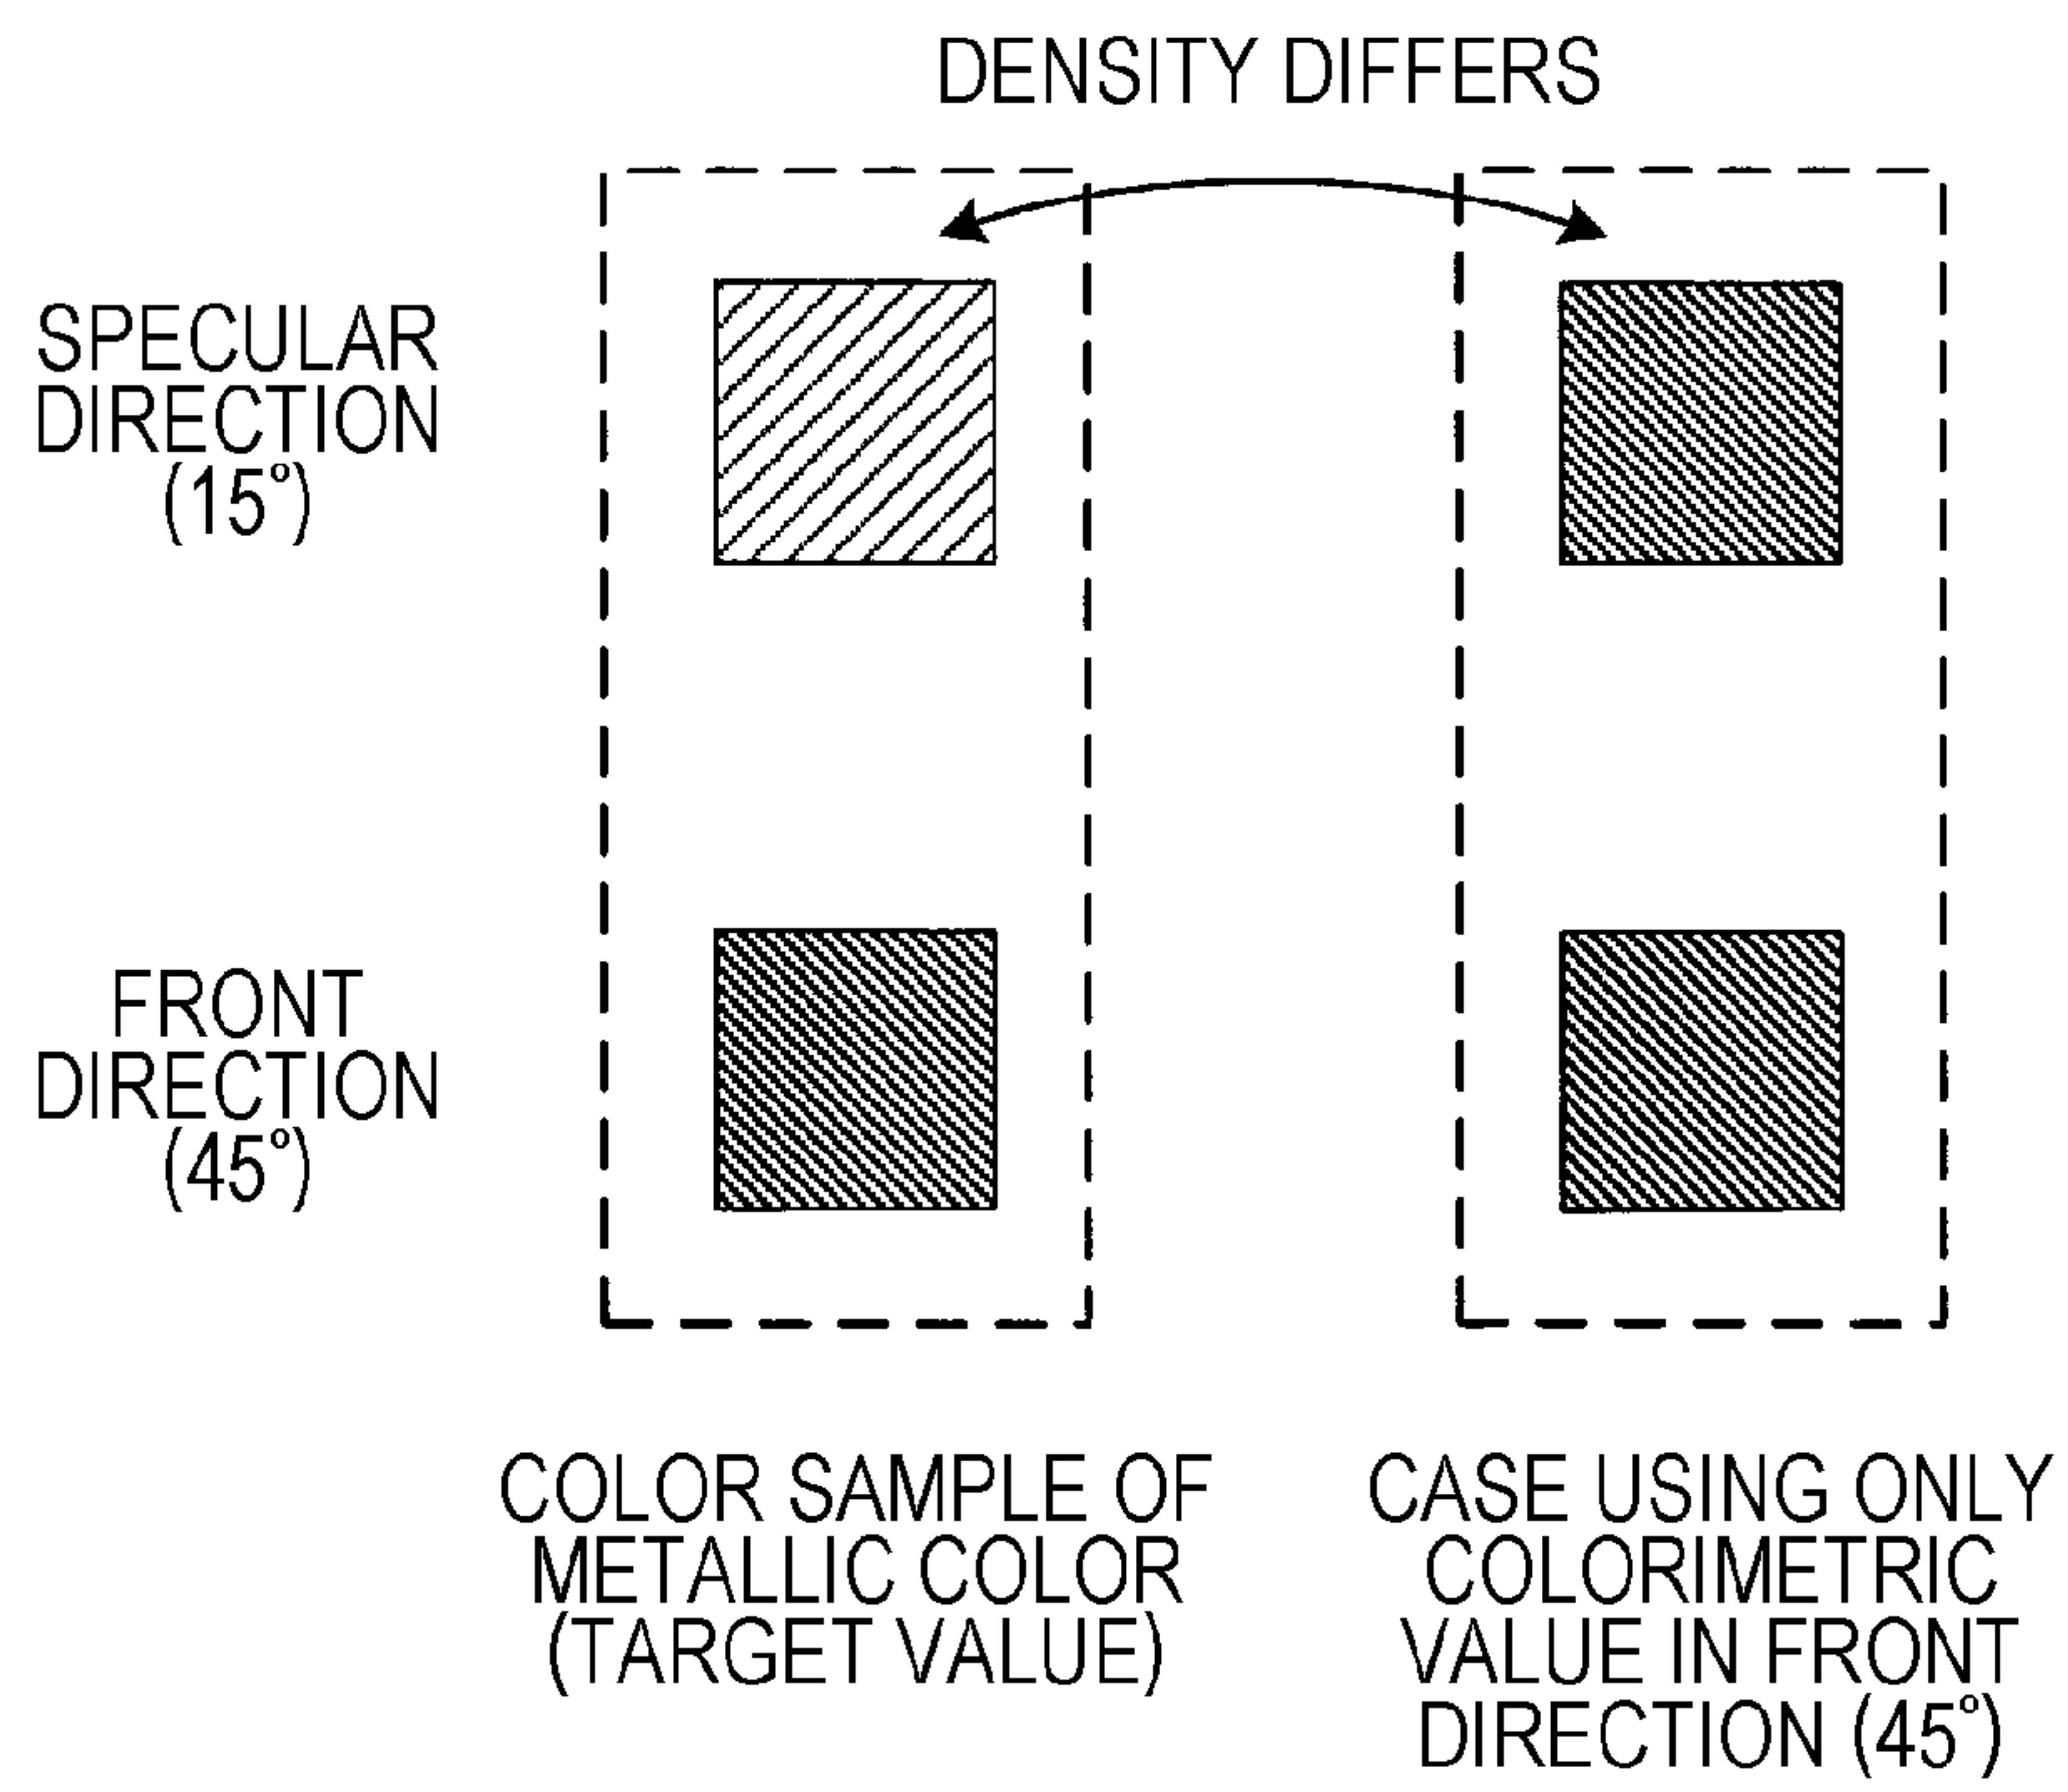 DENSITY DIFFERS
SPECULAR
DIRECTION
(15°)
FRONT
DIRECTION
(45°)
COLOR SAMPLE OF
METALLIC COLOR
(TARGET VALUE)
CASE USING ONLY
COLORIMETRIC
VALUE IN FRONT
DIRECTION (45°)